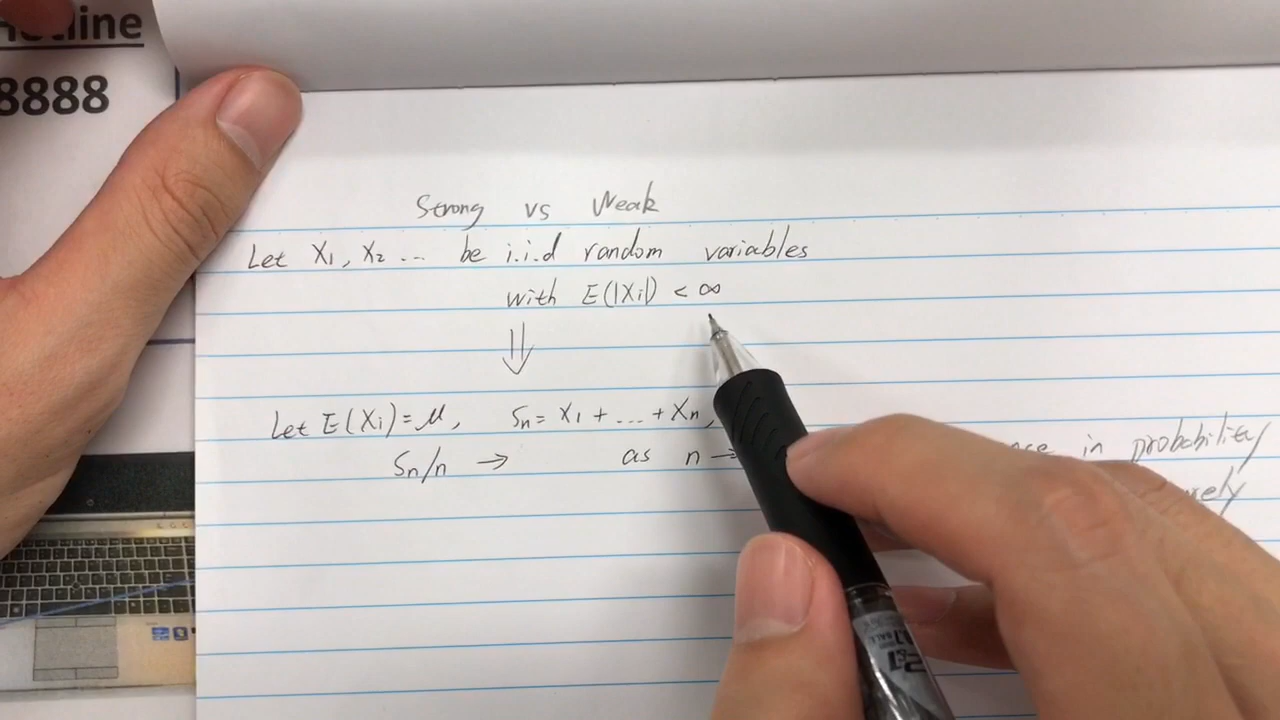 Hotline
8888
Strong vs Weak
Let X1, X2 ... be i.i.d random variables
with E(|Xi|) < ∞
⇓
Let E(Xi) = μ, Sn = X1 + ... + Xn,
Sn/n → as n →
in probability